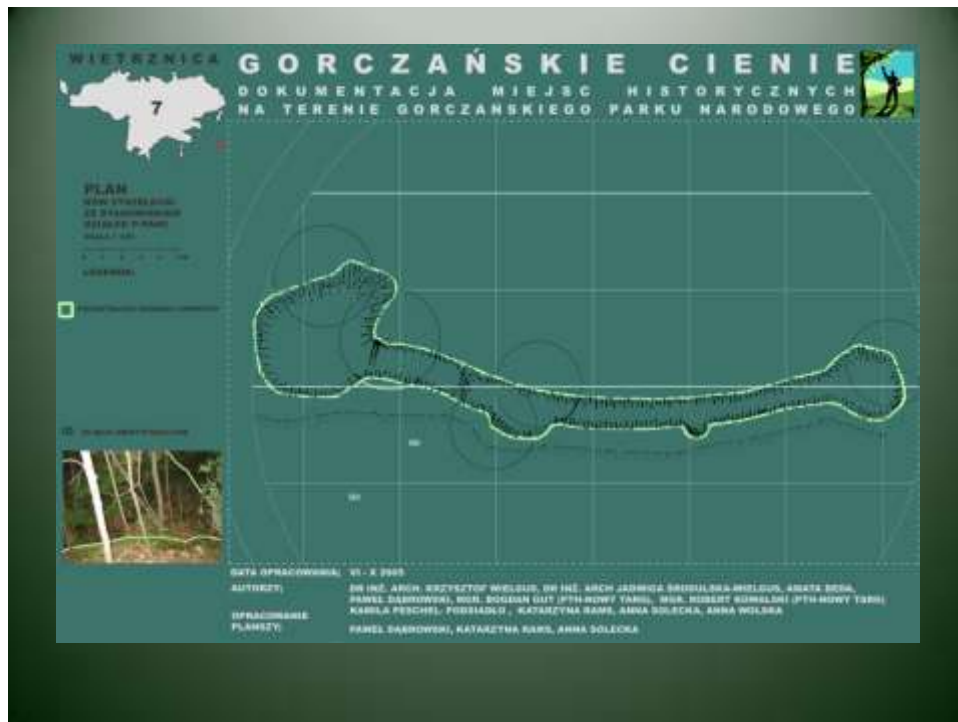 WIETRZNICA
7
GORCZAŃSKIE CIENIE
DOKUMENTACJA MIEJSC HISTORYCZNYCH
NA TERENIE GORCZAŃSKIEGO PARKU NARODOWEGO
PLAN
DATA OPRACOWANIA: VI - X 2005
AUTORZY: DR INŻ. ARCH. KRZYSZTOF WIELGUS, DR INŻ. ARCH JADWIGA ŚRODULSKA-WIELGUS, BEATA DEDA,
PAWEŁ DĄBROWSKI, MGR. BOGDAN GUT (PTH-NOWY TARG), MGR. ROBERT KOWALSKI (PTH-NOWY TARG)
KAMILA PESCHEL- PODSIADŁO , KATARZYNA RAMS, ANNA SOLECKA, ANNA WOLSKA
OPRACOWANIE
PLANSZY: PAWEŁ DĄBROWSKI, KATARZYNA RAMS, ANNA SOLECKA